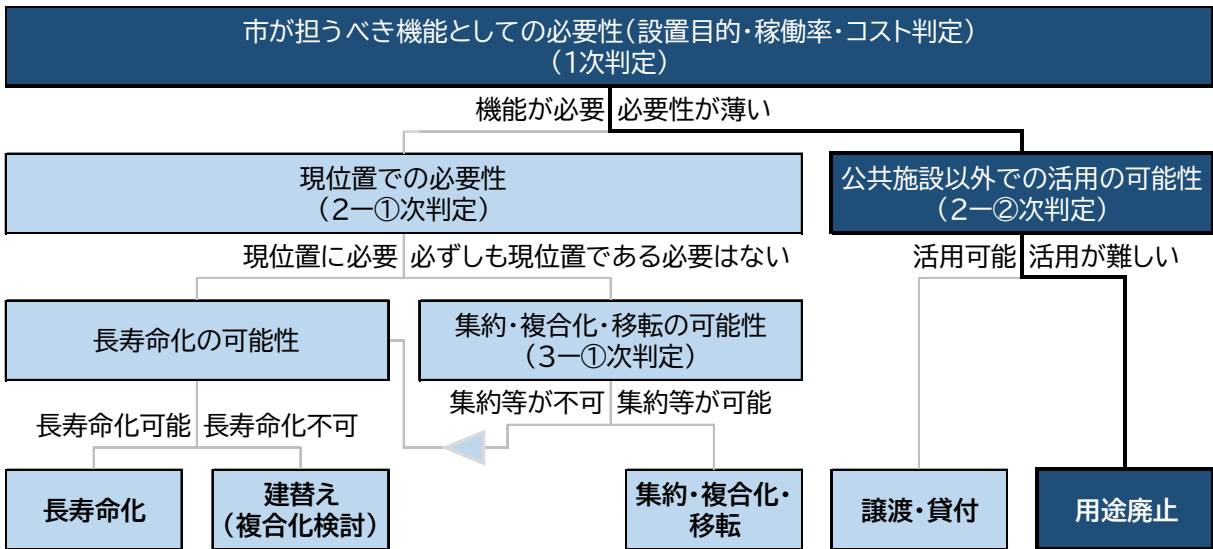 市が担うべき機能としての必要性(設置目的・稼働率・コスト判定)
(1次判定)
機能が必要 必要性が薄い
現位置での必要性
(2ー①次判定)
公共施設以外での活用の可能性
(2ー②次判定)
現位置に必要 必ずしも現位置である必要はない
活用可能 活用が難しい
長寿命化の可能性
集約・複合化・移転の可能性
(3ー①次判定)
集約等が不可 集約等が可能
長寿命化可能 長寿命化不可
長寿命化
建替え
(複合化検討)
集約・複合化・
移転
譲渡・貸付
用途廃止